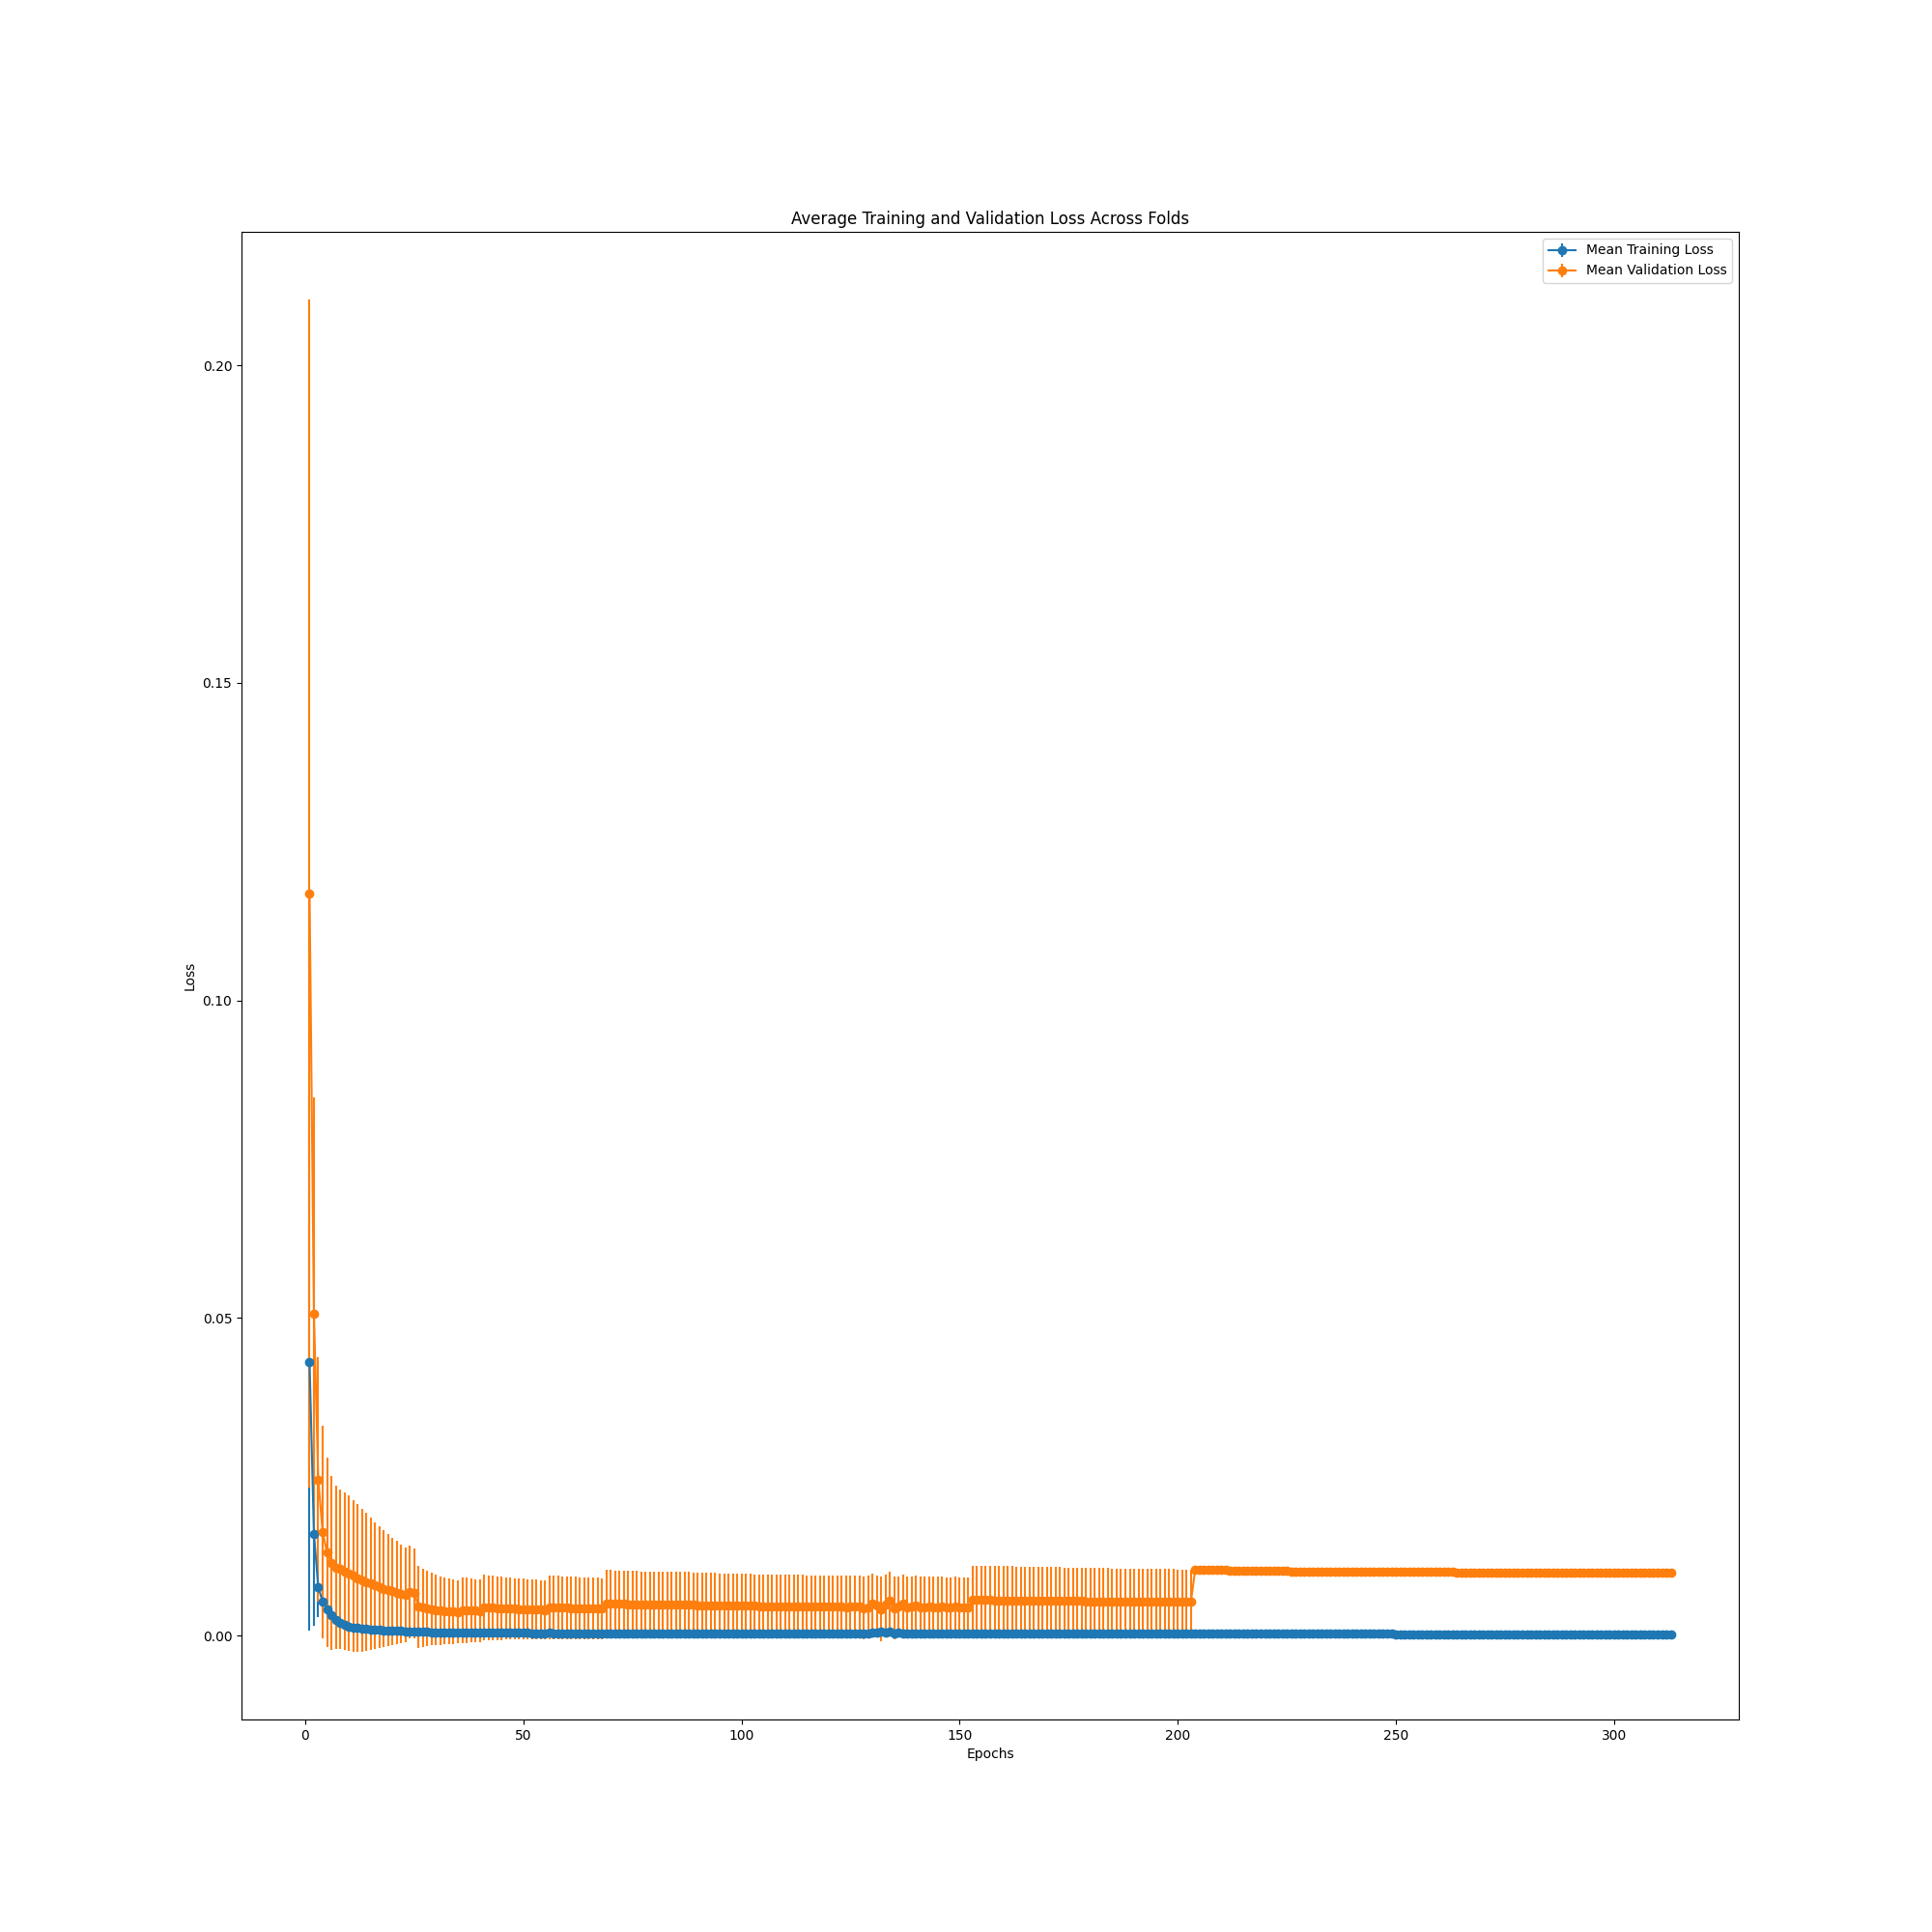 Average Training and Validation Loss Across Folds
Mean Training Loss
Mean Validation Loss
0.20
0.15
0.10
0.05
0.00
Loss
0 50 100 150 200 250 300
Epochs